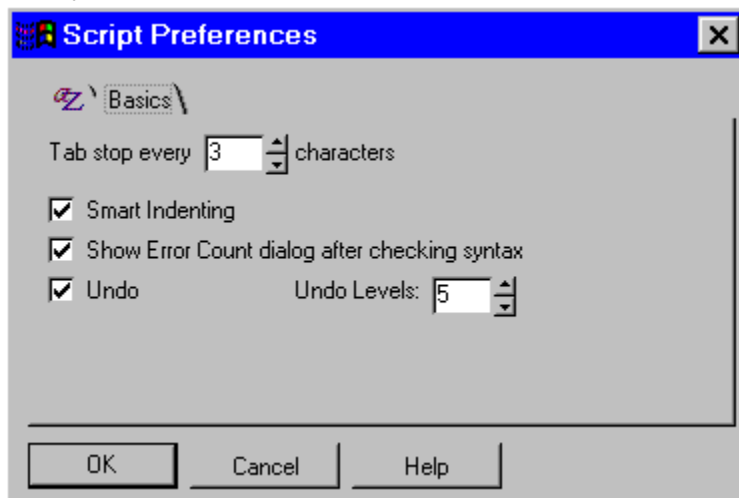 Script Preferences
aZ Basics
Tab stop every 3 characters
Smart Indenting
Show Error Count dialog after checking syntax
Undo Undo Levels: 5
OK Cancel Help